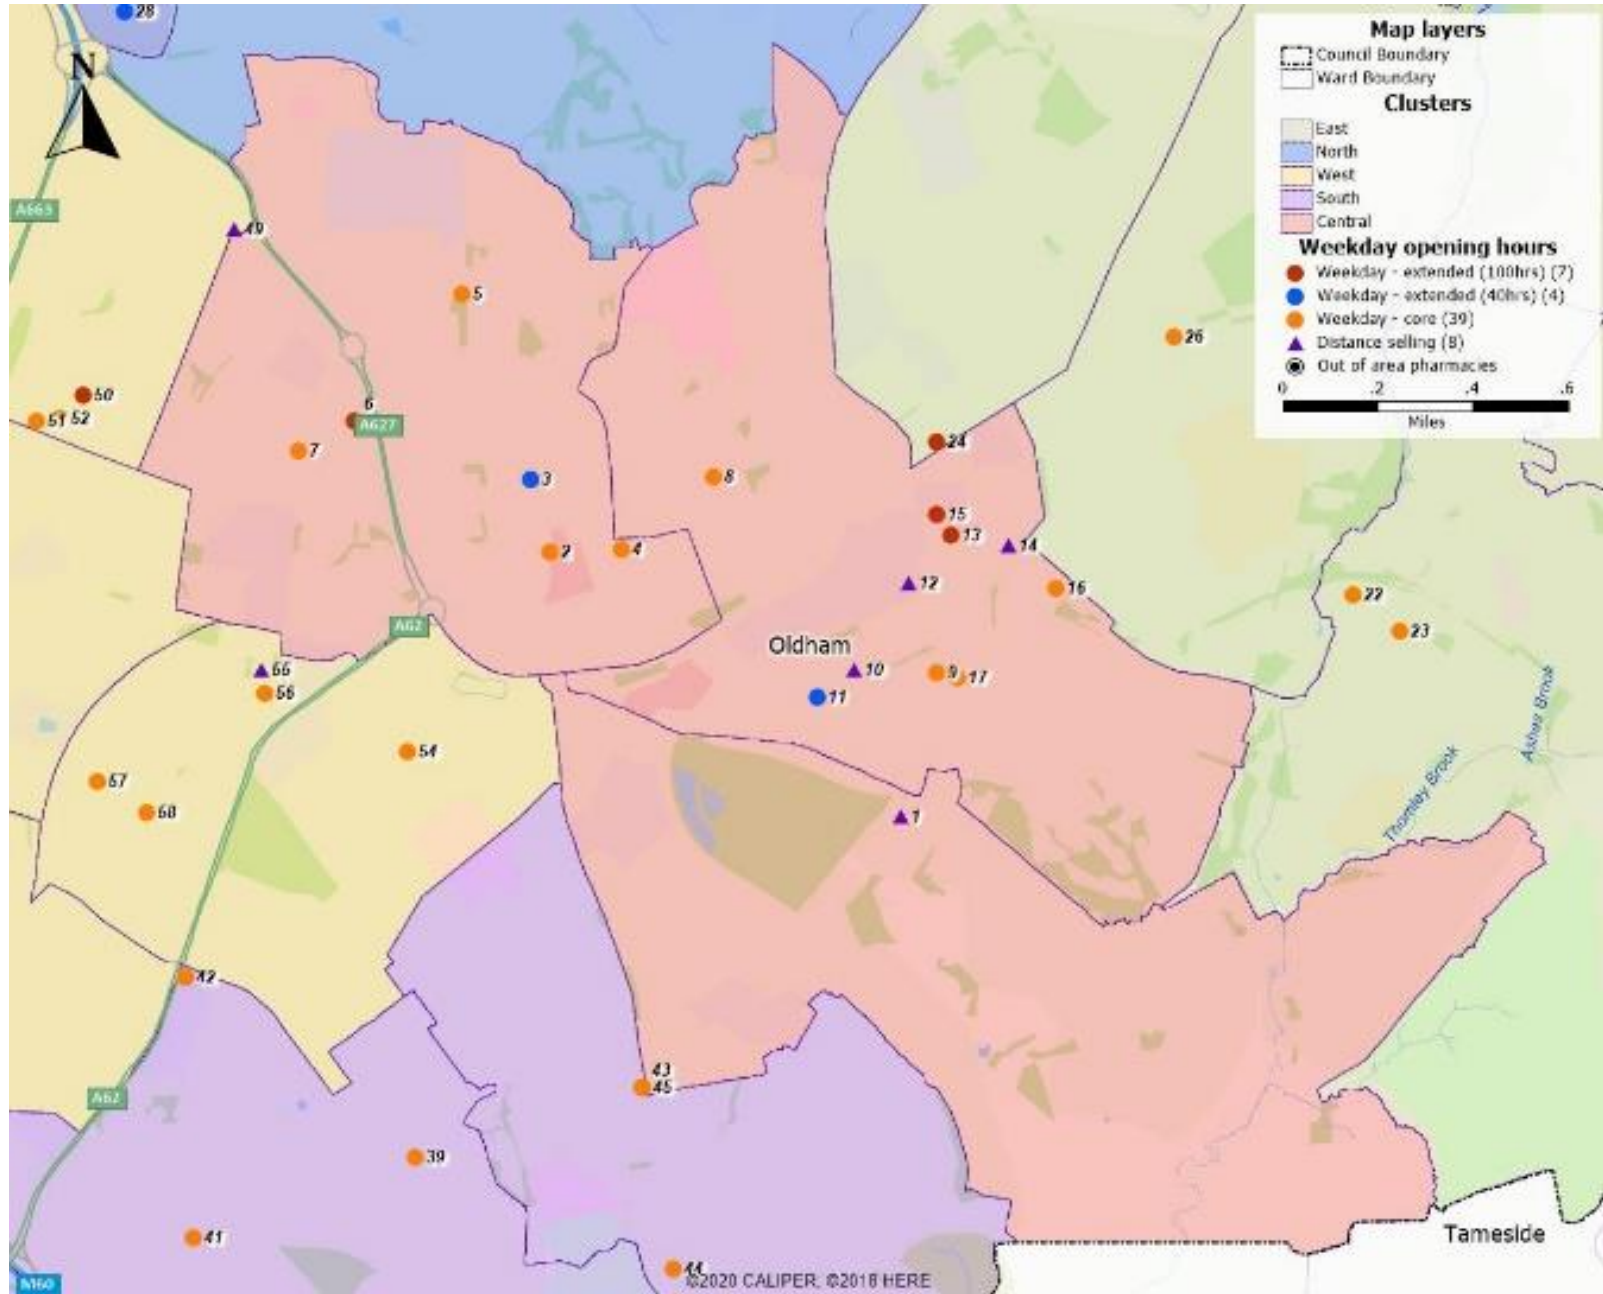 28
N
A663
49
5
50
51 52
6
A627
7
3
8
2
4
24
15
13
14
12
16
26
22
23
A62
Oldham
10
9 17
11
55
56
54
57
58
1
Thomley Brook
Ashes Brook
42
43
45
A62
39
41
44
M60
Tameside
©2020 CALIPER; ©2018 HERE
Map layers
Council Boundary
Ward Boundary
Clusters
East
North
West
South
Central
Weekday opening hours
Weekday - extended (100hrs) (7)
Weekday - extended (40hrs) (4)
Weekday - core (39)
Distance selling (8)
Out of area pharmacies
0 .2 .4 .6
Miles